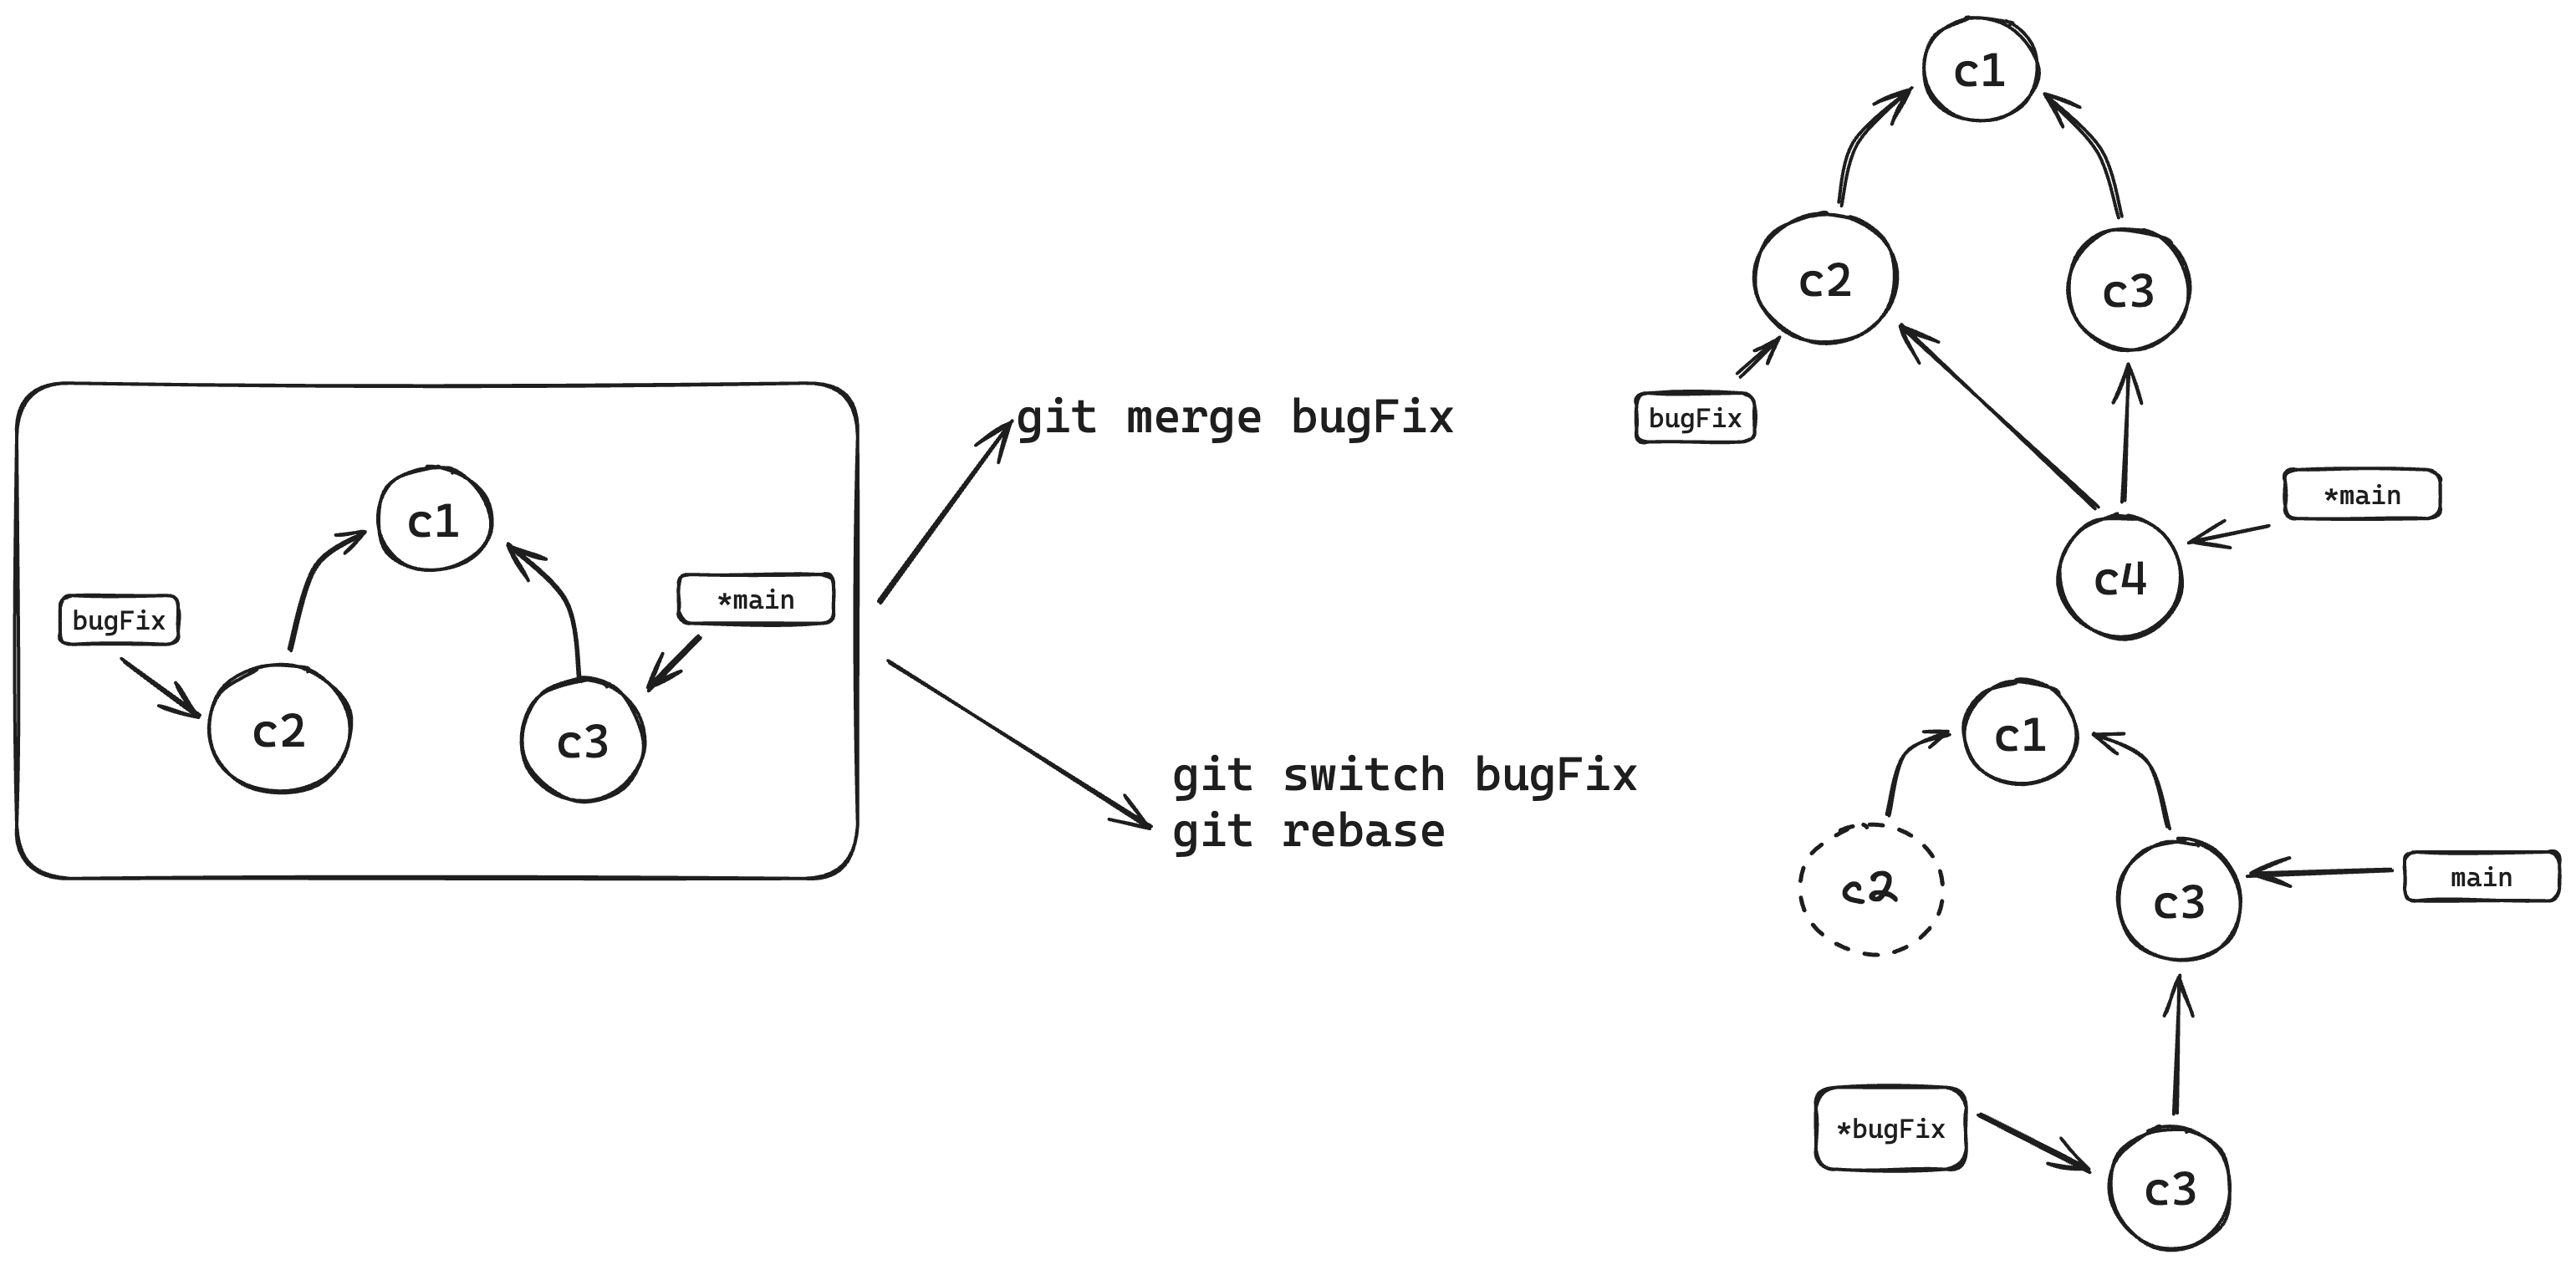 c1
bugFix
*main
c2
c3
git merge bugFix
git switch bugFix
git rebase
c1
c2
c3
bugFix
*main
c4
c1
c2
c3
main
*bugFix
c3